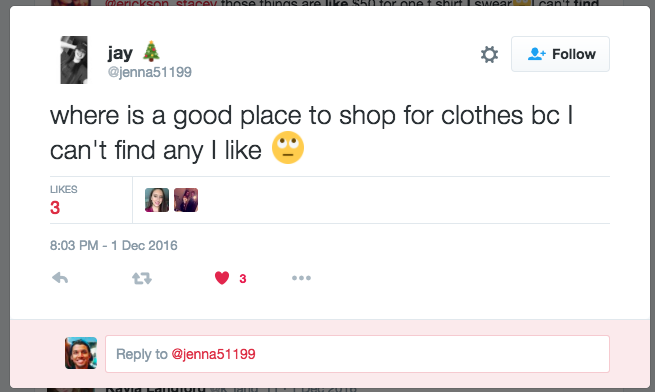 @erickson_stacey those things are like $50 for one t shirt I swear I can't find
jay
@jenna51199
Follow
where is a good place to shop for clothes bc I
can't find any I like
LIKES
3
8:03 PM - 1 Dec 2016
3
Reply to @jenna51199